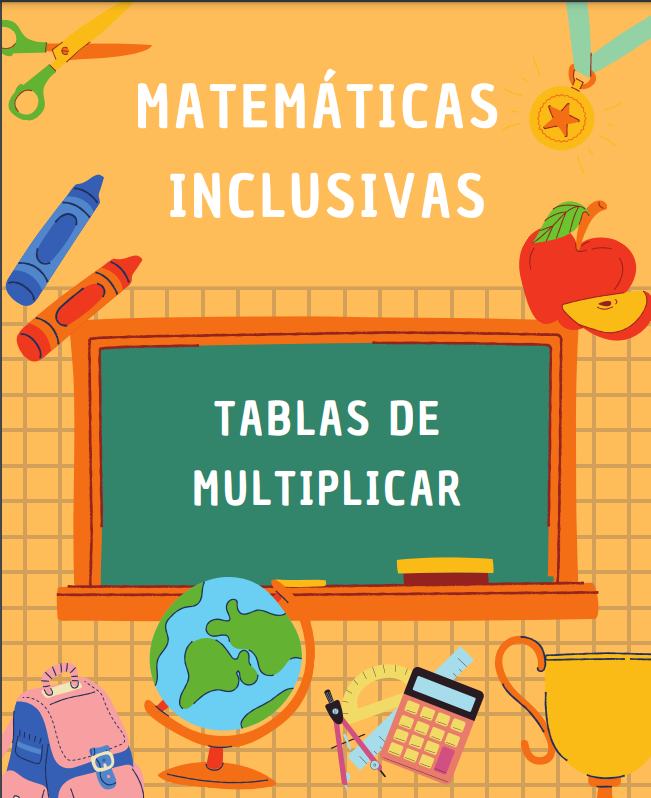 MATEMÁTICAS
INCLUSIVAS
TABLAS DE
MULTIPLICAR